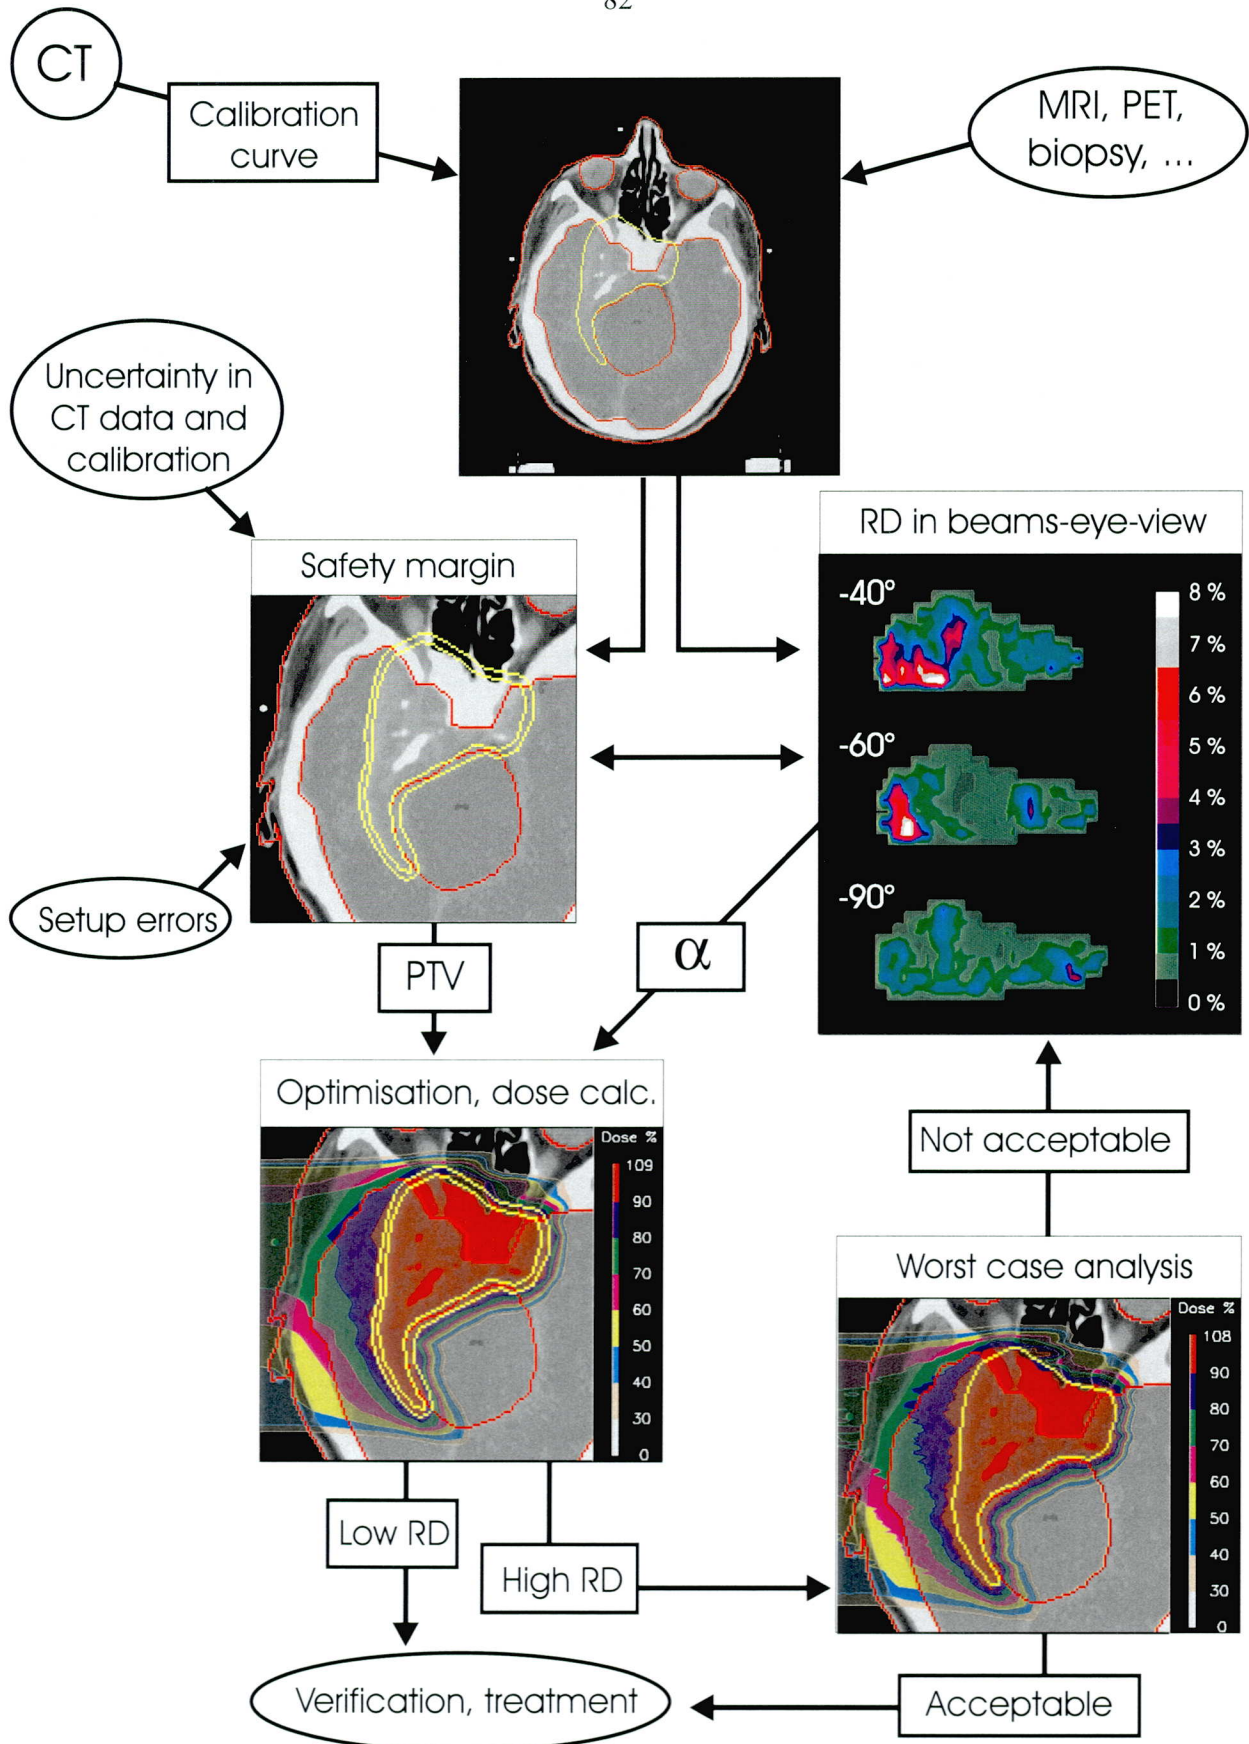 82
CT
Calibration
curve
MRI, PET,
biopsy, ...
Uncertainty in
CT data and
calibration
Safety margin
RD in beams-eye-view
-40°
-60°
-90°
8 %
7 %
6 %
5 %
4 %
3 %
2 %
1 %
0 %
Setup errors
PTV
α
Optimisation, dose calc.
Dose %
109
90
80
70
60
50
40
30
0
Not acceptable
Worst case analysis
Dose %
108
90
80
70
60
50
40
30
0
Low RD
High RD
Verification, treatment
Acceptable